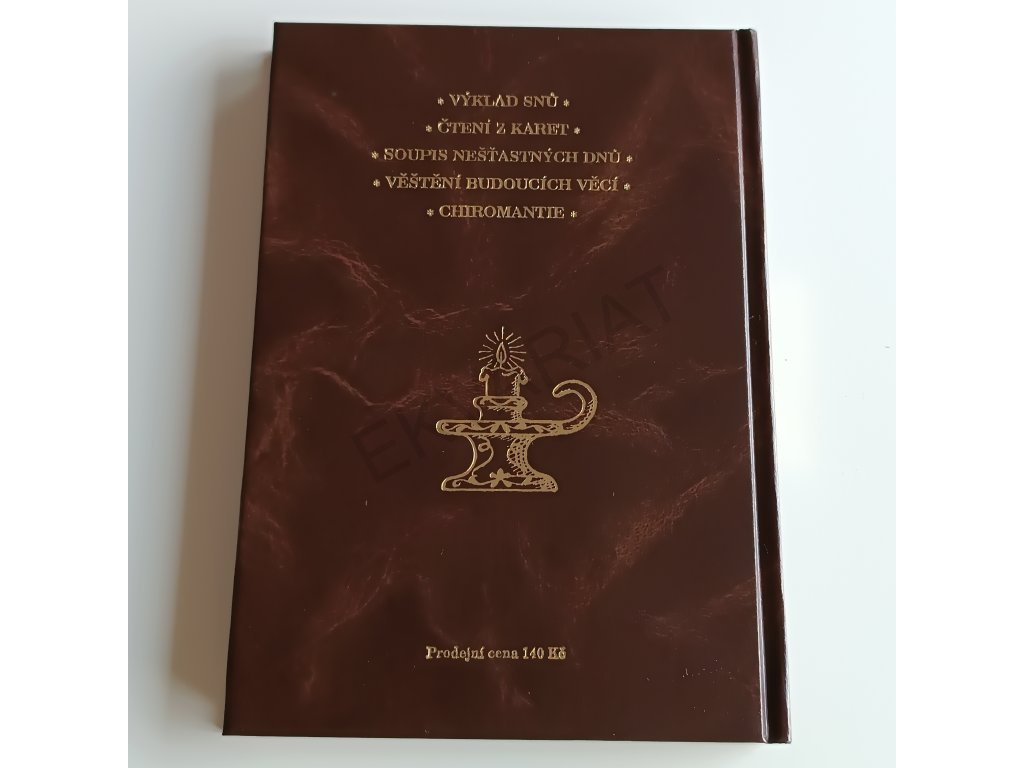 * VÝKLAD SNŮ *
* ČTENÍ Z KARET *
* SOUPIS NEŠŤASTNÝCH DNŮ *
* VĚŠTĚNÍ BUDOUCÍCH VĚCÍ *
* CHIROMANTIE *
Prodejní cena 140 Kč